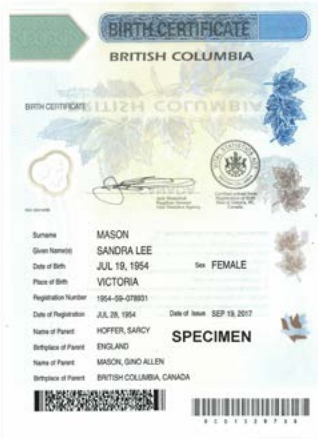 BIRTH CERTIFICATE
BRITISH COLUMBIA
BIRTH CERTIFICATE
BRITISH COLUMBIA
CANADA
Surname MASON
Given Name(s) SANDRA LEE
Date of Birth JUL 19, 1954 Sex FEMALE
Place of Birth VICTORIA
Registration Number 1954-59-078931
Date of Registration JUL 28, 1954 Date of Issue SEP 19, 2017
Name of Parent HOFFER, SARCY
SPECIMEN
Birthplace of Parent ENGLAND
Name of Parent MASON, GINO ALLEN
Birthplace of Parent BRITISH COLUMBIA, CANADA